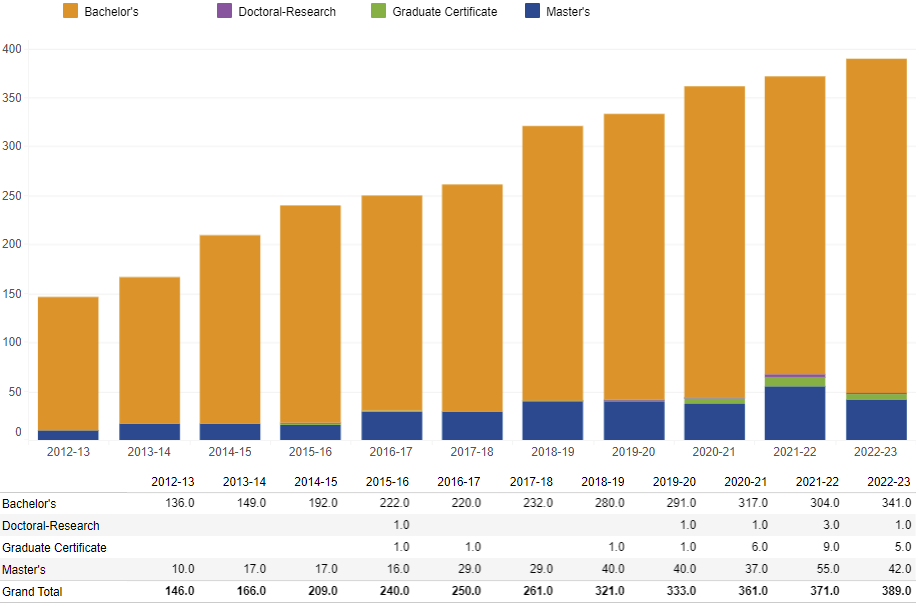 Bachelor's Doctoral-Research Graduate Certificate Master's
400
350
300
250
200
150
100
50
0
2012-13 2013-14 2014-15 2015-16 2016-17 2017-18 2018-19 2019-20 2020-21 2021-22 2022-23
2012-13 2013-14 2014-15 2015-16 2016-17 2017-18 2018-19 2019-20 2020-21 2021-22 2022-23
Bachelor's 136.0 149.0 192.0 222.0 220.0 232.0 280.0 291.0 317.0 304.0 341.0
Doctoral-Research 1.0 1.0 1.0 3.0 1.0
Graduate Certificate 1.0 1.0 1.0 1.0 6.0 9.0 5.0
Master's 10.0 17.0 17.0 16.0 29.0 29.0 40.0 40.0 37.0 55.0 42.0
Grand Total 146.0 166.0 209.0 240.0 250.0 261.0 321.0 333.0 361.0 371.0 389.0